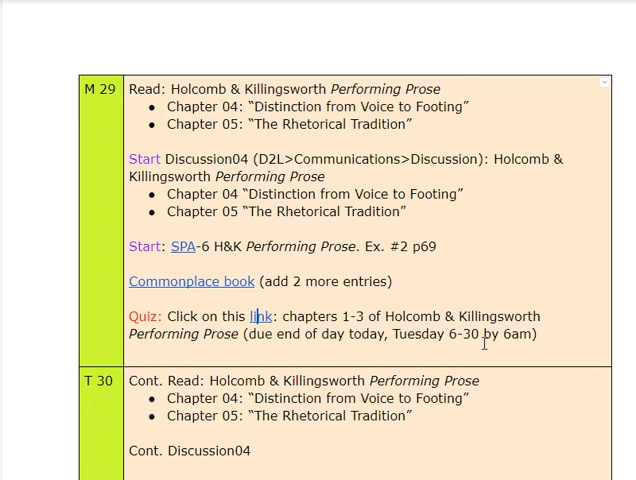 M 29
Read: Holcomb & Killingsworth Performing Prose
● Chapter 04: “Distinction from Voice to Footing”
● Chapter 05: “The Rhetorical Tradition”
Start Discussion04 (D2L>Communications>Discussion): Holcomb &
Killingsworth Performing Prose
● Chapter 04 “Distinction from Voice to Footing”
● Chapter 05 “The Rhetorical Tradition”
Start: SPA-6 H&K Performing Prose. Ex. #2 p69
Commonplace book (add 2 more entries)
Quiz: Click on this link: chapters 1-3 of Holcomb & Killingsworth
Performing Prose (due end of day today, Tuesday 6-30 by 6am)
T 30
Cont. Read: Holcomb & Killingsworth Performing Prose
● Chapter 04: “Distinction from Voice to Footing”
● Chapter 05: “The Rhetorical Tradition”
Cont. Discussion04